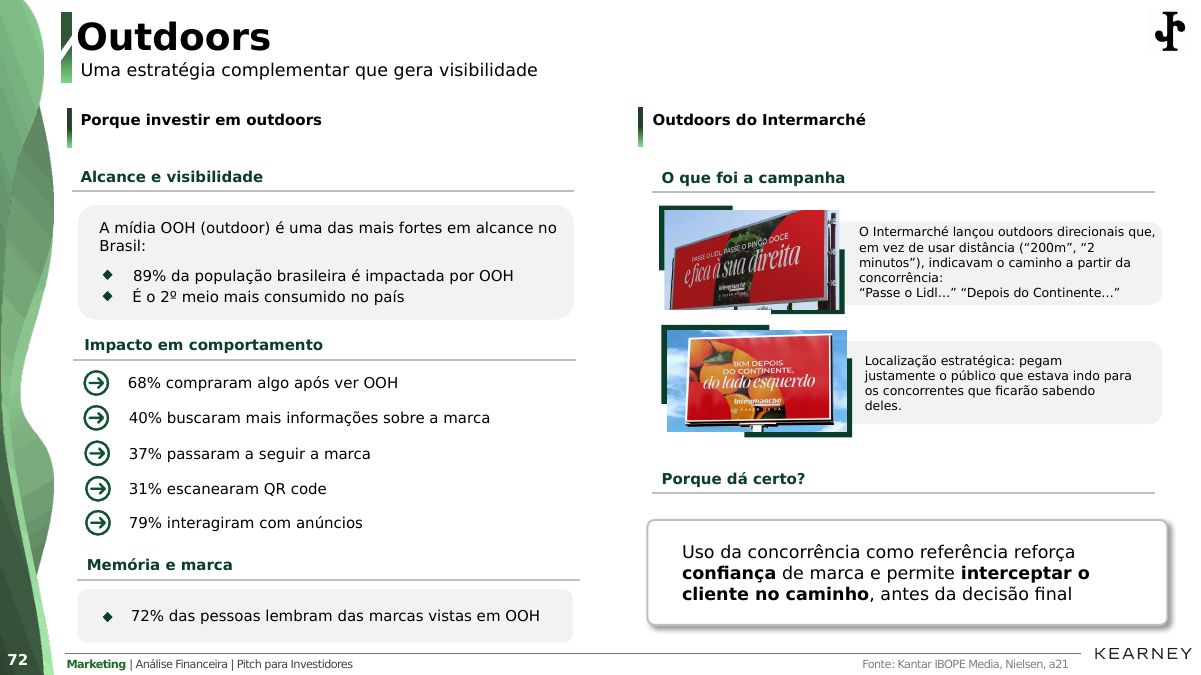 Outdoors
Uma estratégia complementar que gera visibilidade
Porque investir em outdoors
Alcance e visibilidade
A mídia OOH (outdoor) é uma das mais fortes em alcance no
Brasil:
89% da população brasileira é impactada por OOH
É o 2º meio mais consumido no país
Impacto em comportamento
68% compraram algo após ver OOH
40% buscaram mais informações sobre a marca
37% passaram a seguir a marca
31% escanearam QR code
79% interagiram com anúncios
Memória e marca
72% das pessoas lembram das marcas vistas em OOH
Outdoors do Intermarché
O que foi a campanha
PASSE O LIDL, PASSE O PINGO DOCE
e fica à sua direita
Intermarché
O Intermarché lançou outdoors direcionais que,
em vez de usar distância (“200m”, “2
minutos”), indicavam o caminho a partir da
concorrência:
“Passe o Lidl…” “Depois do Continente…”
1KM DEPOIS
DO CONTINENTE,
do lado esquerdo
Intermarché
Localização estratégica: pegam
justamente o público que estava indo para
os concorrentes que ficarão sabendo
deles.
Porque dá certo?
Uso da concorrência como referência reforça
confiança de marca e permite interceptar o
cliente no caminho, antes da decisão final
72
Marketing | Análise Financeira | Pitch para Investidores
Fonte: Kantar IBOPE Media, Nielsen, a21
KEARNEY